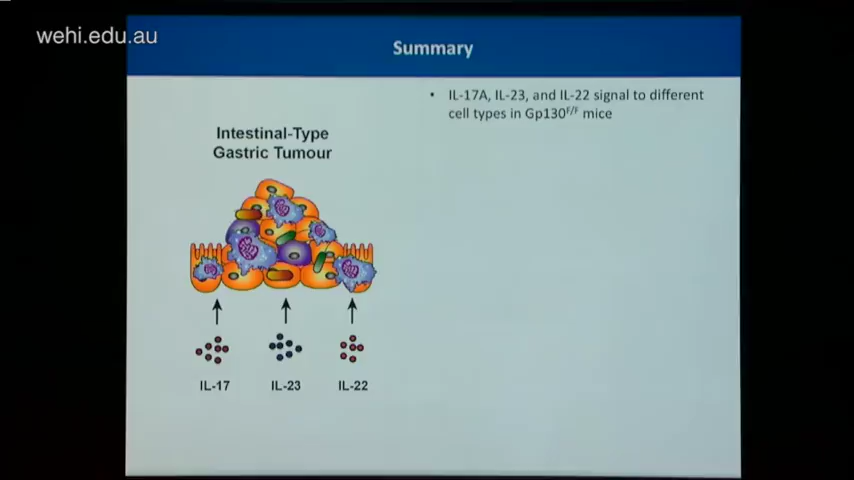 wehi.edu.au
Summary
• IL-17A, IL-23, and IL-22 signal to different
cell types in Gp130F/F mice
Intestinal-Type
Gastric Tumour
IL-17 IL-23 IL-22